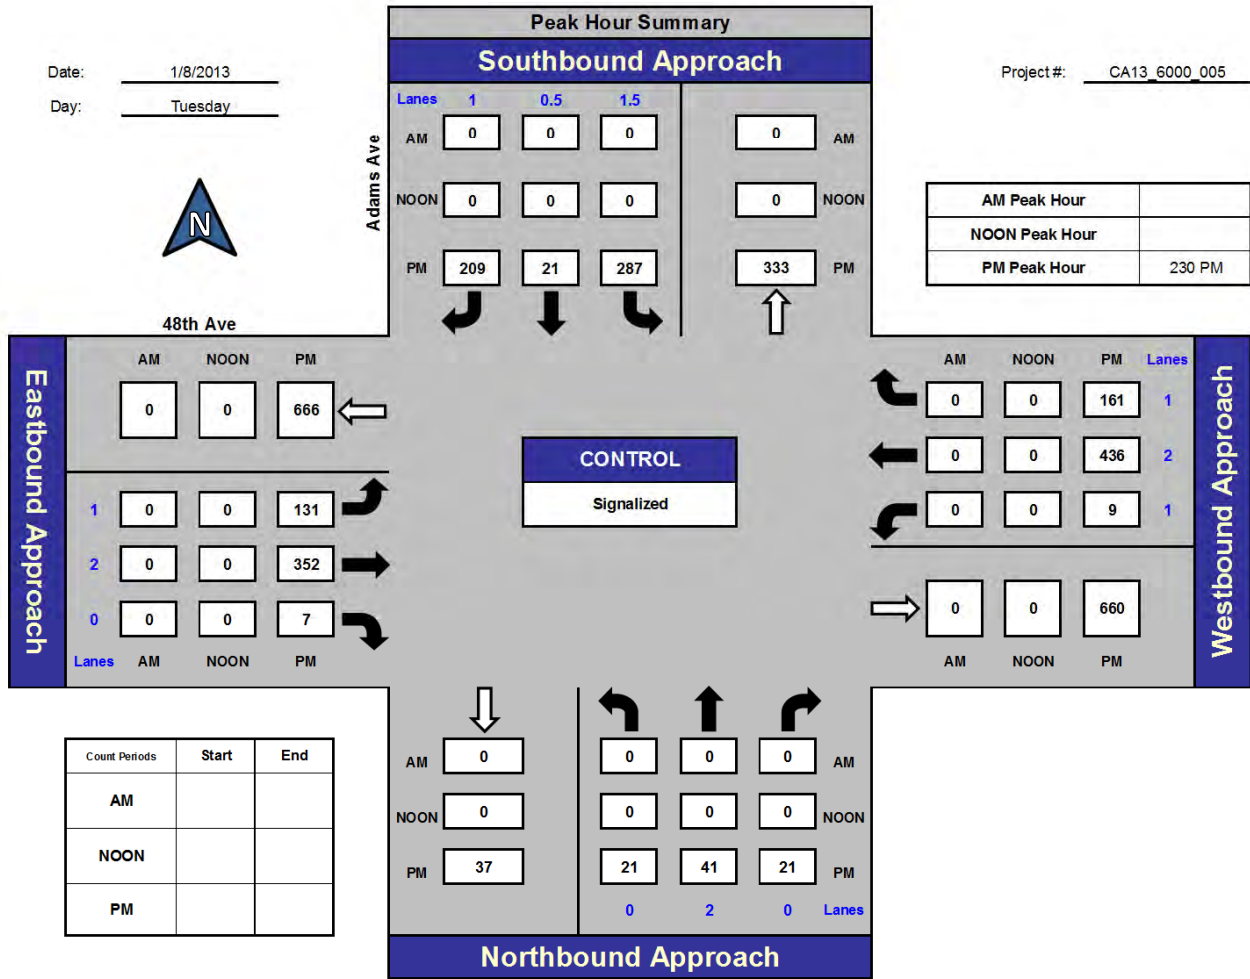 Peak Hour Summary
Southbound Approach
Date: 1/8/2013
Day: Tuesday
Project #: CA13_6000_005
N
Adams Ave
Lanes 1 0.5 1.5
AM 0 0 0 0 AM
NOON 0 0 0 0 NOON
PM 209 21 287 333 PM
AM Peak Hour
NOON Peak Hour
PM Peak Hour 230 PM
48th Ave
Eastbound Approach
AM NOON PM
0 0 666
1 0 0 131
2 0 0 352
0 0 0 7
Lanes AM NOON PM
CONTROL
Signalized
AM NOON PM Lanes
0 0 161 1
0 0 436 2
0 0 9 1
0 0 660
AM NOON PM
Westbound Approach
Count Periods Start End
AM
NOON
PM
AM 0 0 0 0 AM
NOON 0 0 0 0 NOON
PM 37 21 41 21 PM
0 2 0 Lanes
Northbound Approach